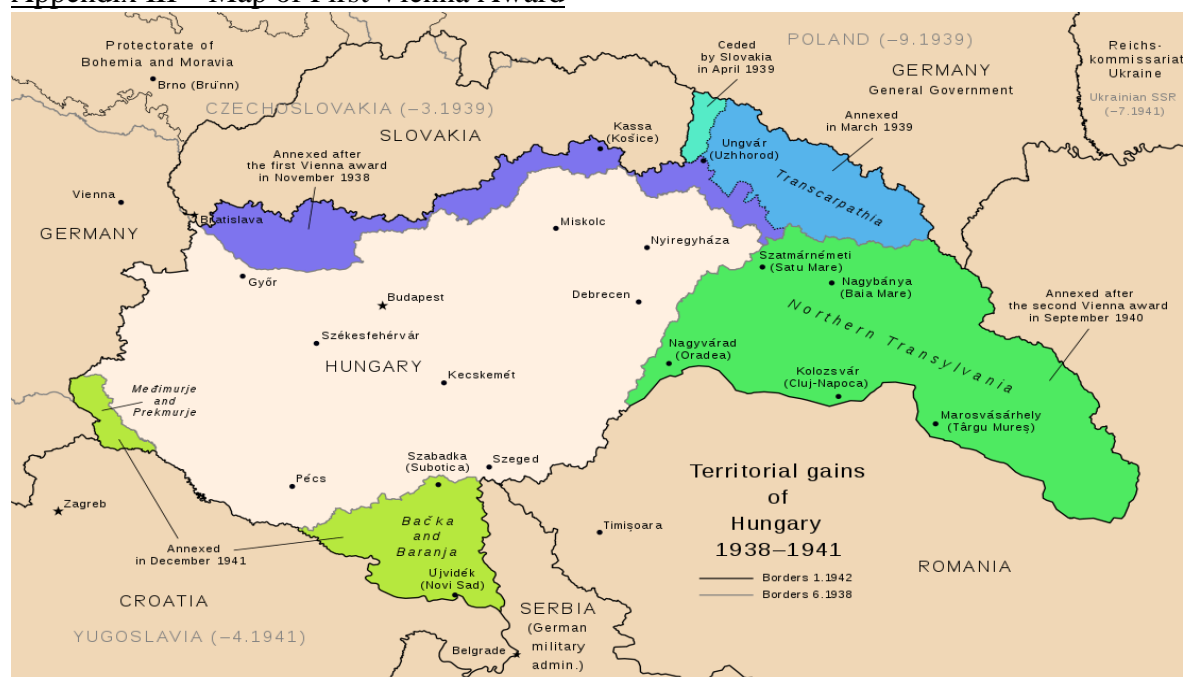 Appendix III – Map of First Vienna Award
Protectorate of
Bohemia and Moravia
Brno (Bruïnn)
CZECHOSLOVAKIA (–3.1939)
SLOVAKIA
Ceded
by Slovakia
in April 1939
POLAND (–9.1939)
GERMANY
General Government
Reichs-
kommissariat
Ukraine
Ukrainian SSR
(–7.1941)
Annexed
in March 1939
Kassa
(Košice)
Ungvár
(Uzhhorod)
Transcarpathia
Annexed after
the first Vienna award
in November 1938
Vienna
Bratislava
GERMANY
Miskolc
Nyiregyháza
Győr
Budapest
Debrecen
Szatmárnémeti
(Satu Mare)
Nagybánya
(Baia Mare)
Annexed after
the second Vienna award
in September 1940
Northern Transylvania
Székesfehérvár
HUNGARY
Kecskemét
Nagyvárad
(Oradea)
Kolozsvár
(Cluj-Napoca)
Marosvásárhely
(Târgu Mureș)
Međimurje
and
Prekmurje
Pécs
Szabadka
(Subotica)
Szeged
Zagreb
Annexed
in December 1941
Bačka
and
Baranja
Újvidék
(Novi Sad)
Timișoara
Territorial gains
of
Hungary
1938–1941
Borders 1.1942
Borders 6.1938
ROMANIA
CROATIA
YUGOSLAVIA (–4.1941)
Belgrade
SERBIA
(German
military
admin.)